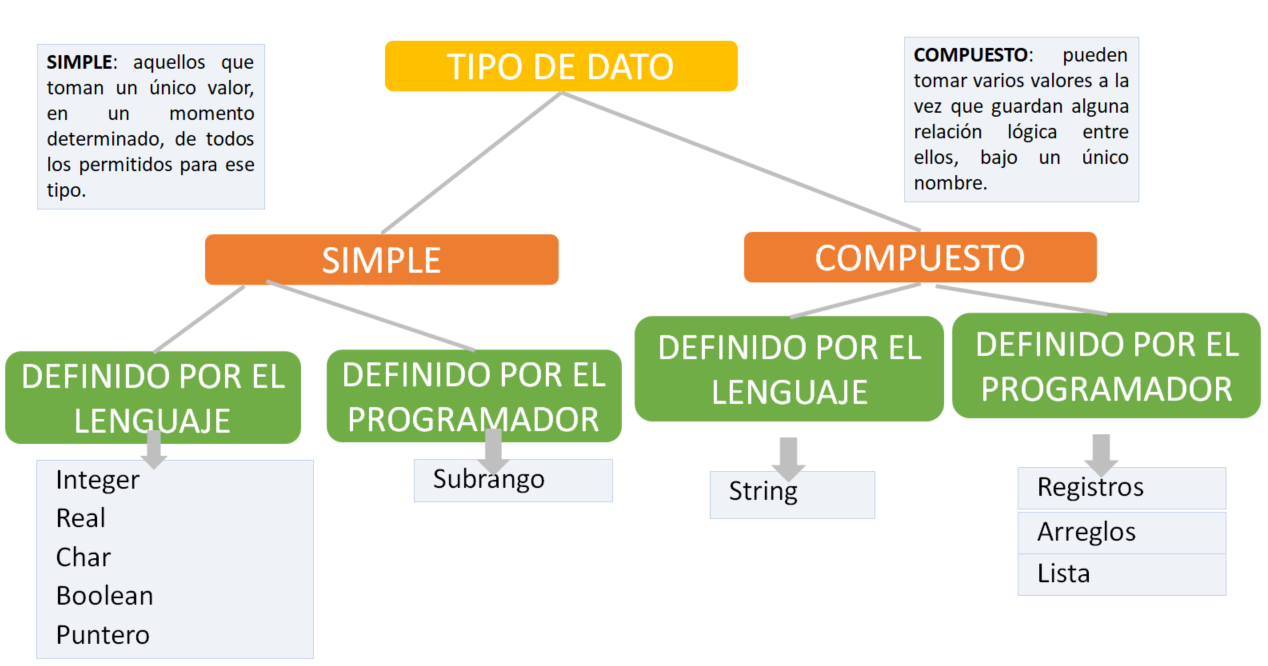 TIPO DE DATO
SIMPLE: aquellos que
toman un único valor,
en un momento
determinado, de todos
los permitidos para ese
tipo.
COMPUESTO: pueden
tomar varios valores a la
vez que guardan alguna
relación lógica entre
ellos, bajo un único
nombre.
SIMPLE
COMPUESTO
DEFINIDO POR EL
LENGUAJE
DEFINIDO POR EL
PROGRAMADOR
DEFINIDO POR EL
LENGUAJE
DEFINIDO POR EL
PROGRAMADOR
Integer
Real
Char
Boolean
Puntero
Subrango
String
Registros
Arreglos
Lista